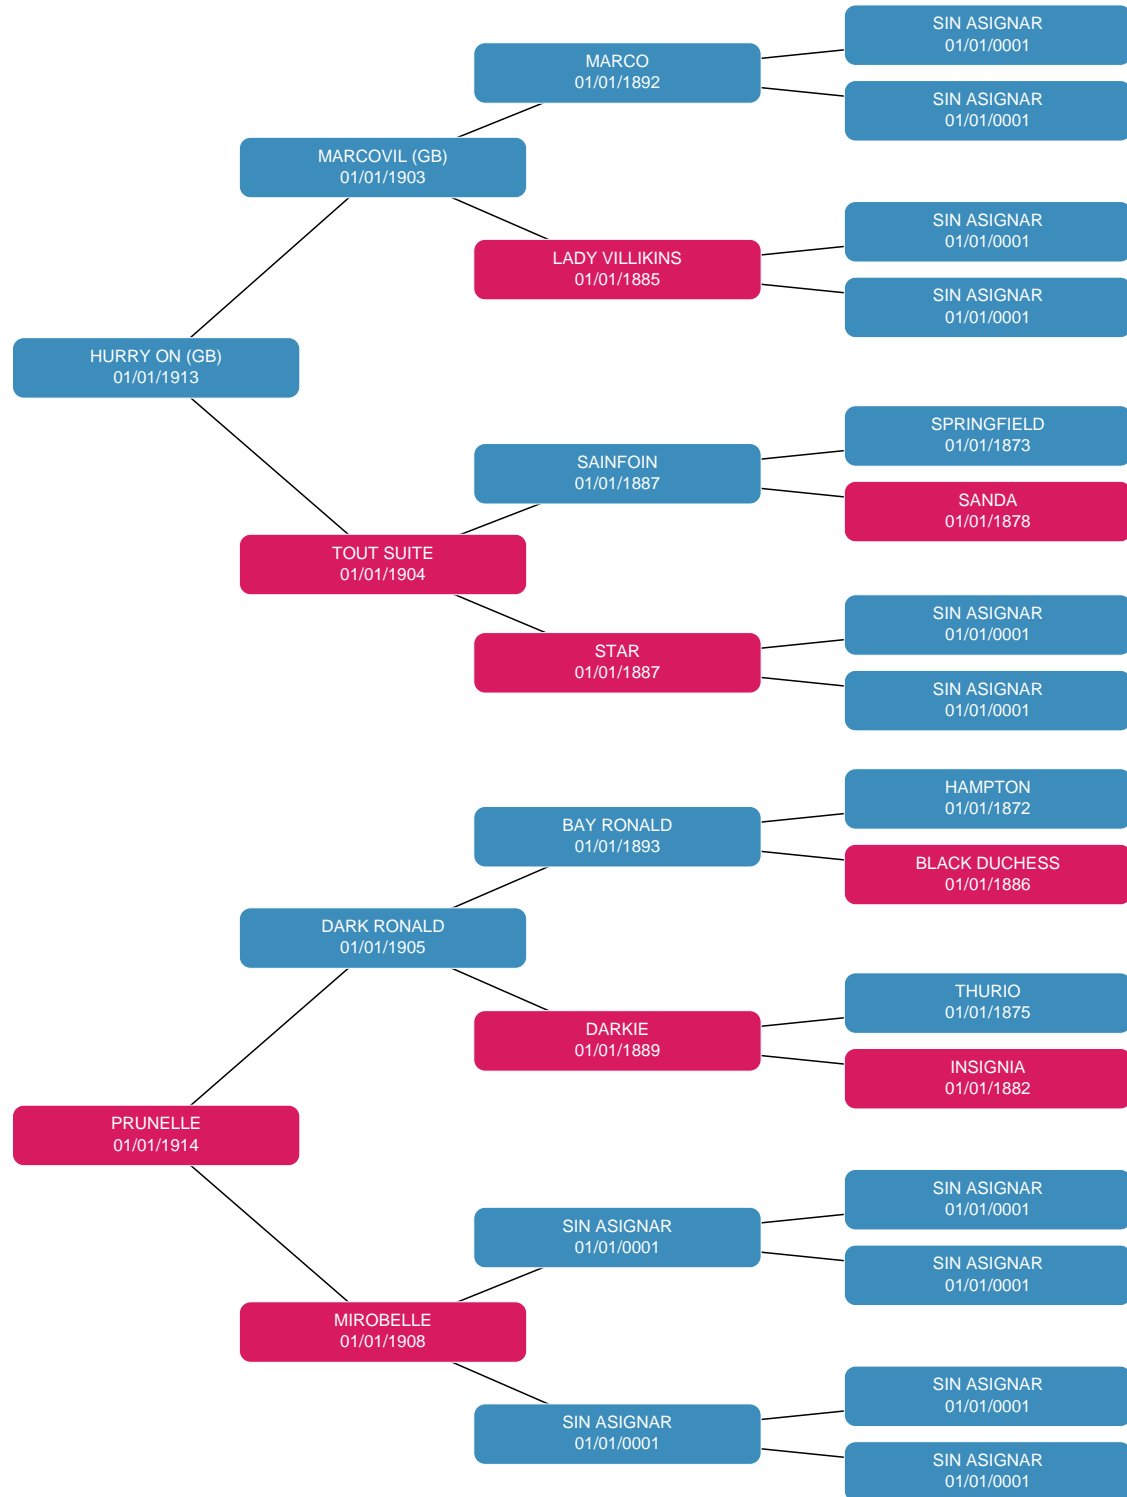 SIN ASIGNAR
01/01/0001
MARCO
01/01/1892
SIN ASIGNAR
01/01/0001
MARCOVIL (GB)
01/01/1903
SIN ASIGNAR
01/01/0001
LADY VILLIKINS
01/01/1885
SIN ASIGNAR
01/01/0001
HURRY ON (GB)
01/01/1913
SPRINGFIELD
01/01/1873
SAINFOIN
01/01/1887
SANDA
01/01/1878
TOUT SUITE
01/01/1904
SIN ASIGNAR
01/01/0001
STAR
01/01/1887
SIN ASIGNAR
01/01/0001
HAMPTON
01/01/1872
BAY RONALD
01/01/1893
BLACK DUCHESS
01/01/1886
DARK RONALD
01/01/1905
THURIO
01/01/1875
DARKIE
01/01/1889
INSIGNIA
01/01/1882
PRUNELLE
01/01/1914
SIN ASIGNAR
01/01/0001
SIN ASIGNAR
01/01/0001
SIN ASIGNAR
01/01/0001
MIROBELLE
01/01/1908
SIN ASIGNAR
01/01/0001
SIN ASIGNAR
01/01/0001
SIN ASIGNAR
01/01/0001